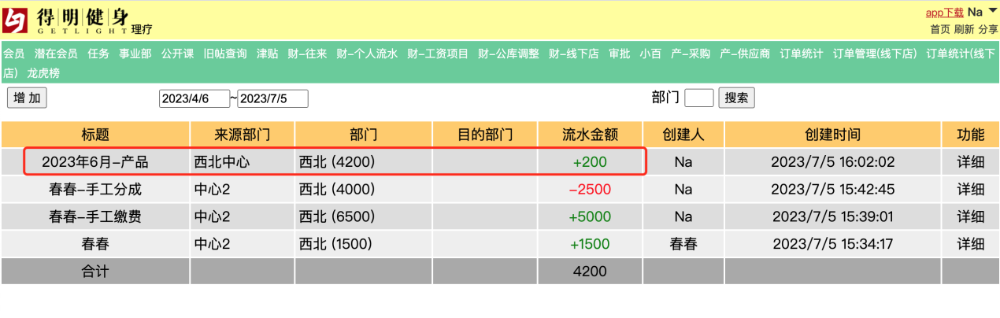 得明健身 app下载 Na
GETLIGHT 理疗 首页 刷新 分享
会员 潜在会员 任务 事业部 公开课 旧帖查询 津贴 财-往来 财-个人流水 财-工资项目 财-公库调整 财-线下店 审批 小百 产-采购 产-供应商 订单统计 订单管理(线下店) 订单统计(线下
店) 龙虎榜
增 加 2023/4/6 ~ 2023/7/5 部门 搜索
标题 来源部门 部门 目的部门 流水金额 创建人 创建时间 功能
2023年6月-产品 西北中心 西北 (4200) +200 Na 2023/7/5 16:02:02 详细
春春-手工分成 中心2 西北 (4000) -2500 Na 2023/7/5 15:42:45 详细
春春-手工缴费 中心2 西北 (6500) +5000 Na 2023/7/5 15:39:01 详细
春春 中心2 西北 (1500) +1500 春春 2023/7/5 15:34:17 详细
合计 4200